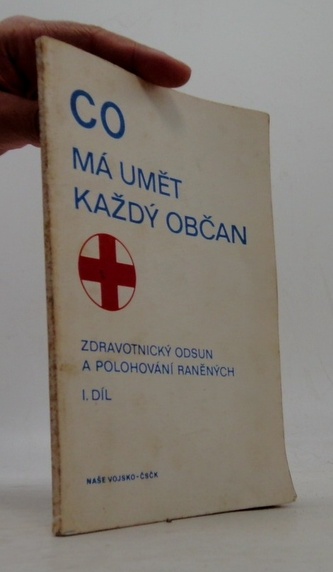 CO
MÁ UMĚT
KAŽDÝ OBČAN
ZDRAVOTNICKÝ ODSUN
A POLOHOVÁNÍ RANĚNÝCH
I. DÍL
NAŠE VOJSKO-ČSČK